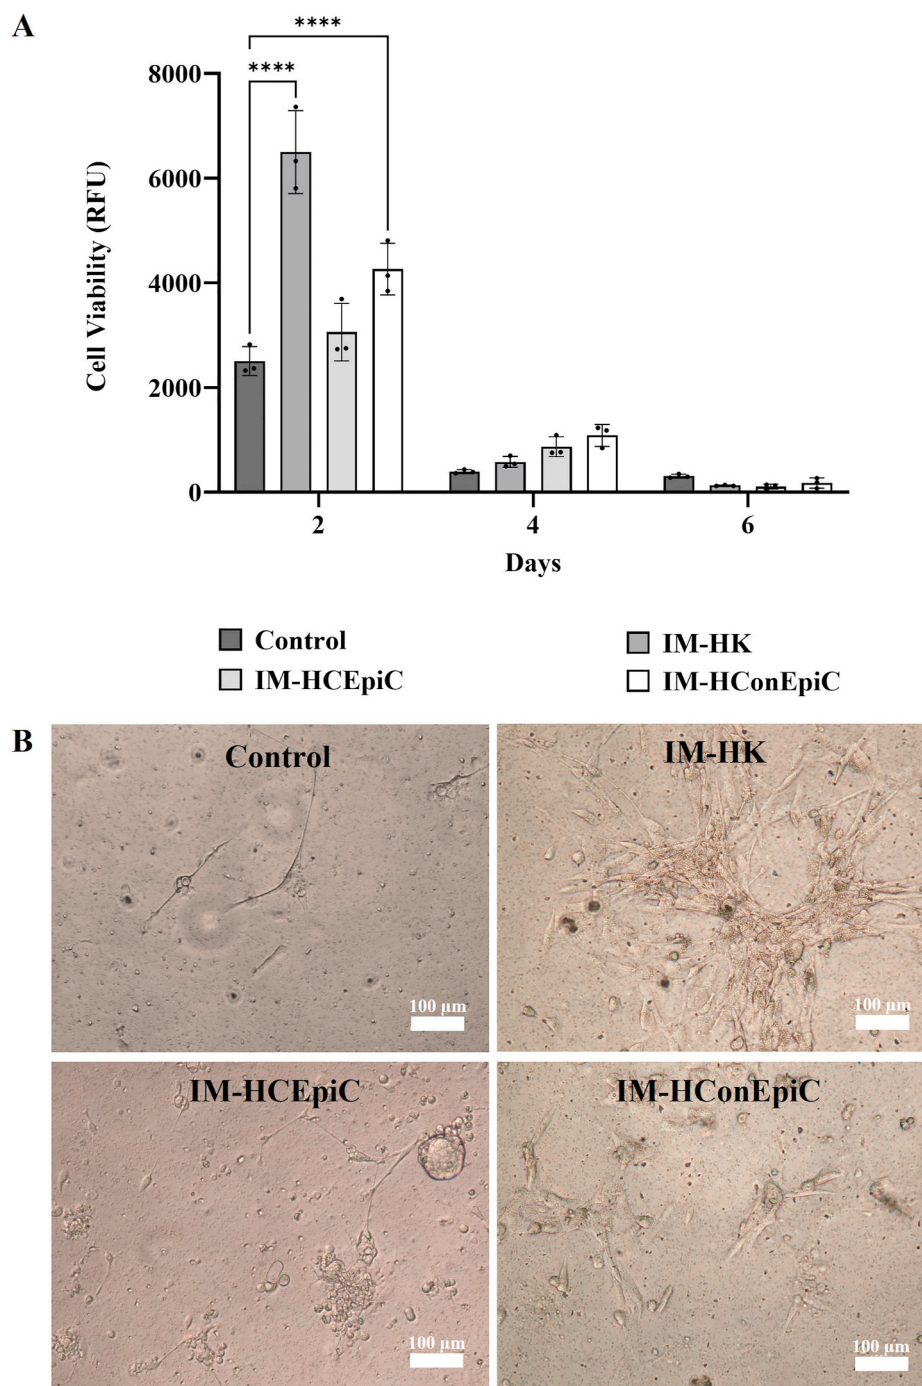 A
****
****
8000
6000
4000
2000
0
Cell Viability (RFU)
2 4 6
Days
Control
IM-HK
IM-HCEpiC
IM-HConEpiC
B
Control
100 µm
IM-HK
100 µm
IM-HCEpiC
100 µm
IM-HConEpiC
100 µm